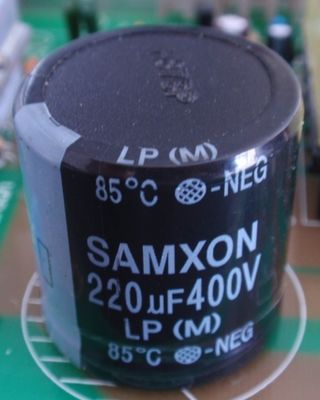 LP (M)
85°C -NEG
SAMXON
220µF400V
LP (M)
85°C -NEG